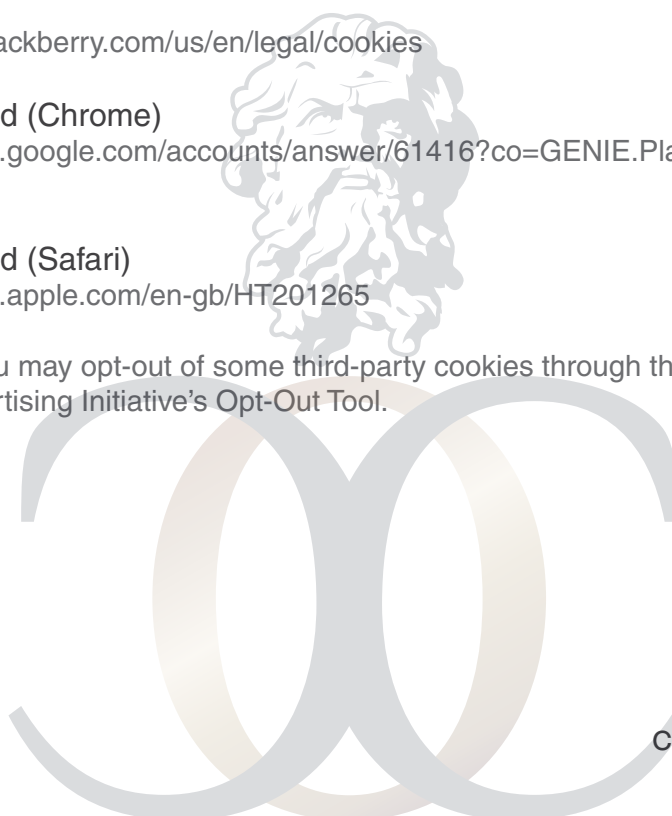 ackberry.com/us/en/legal/cookies
d (Chrome)
.google.com/accounts/answer/61416?co=GENIE.Pla
d (Safari)
.apple.com/en-gb/HT201265
u may opt-out of some third-party cookies through th
rtising Initiative’s Opt-Out Tool.
c